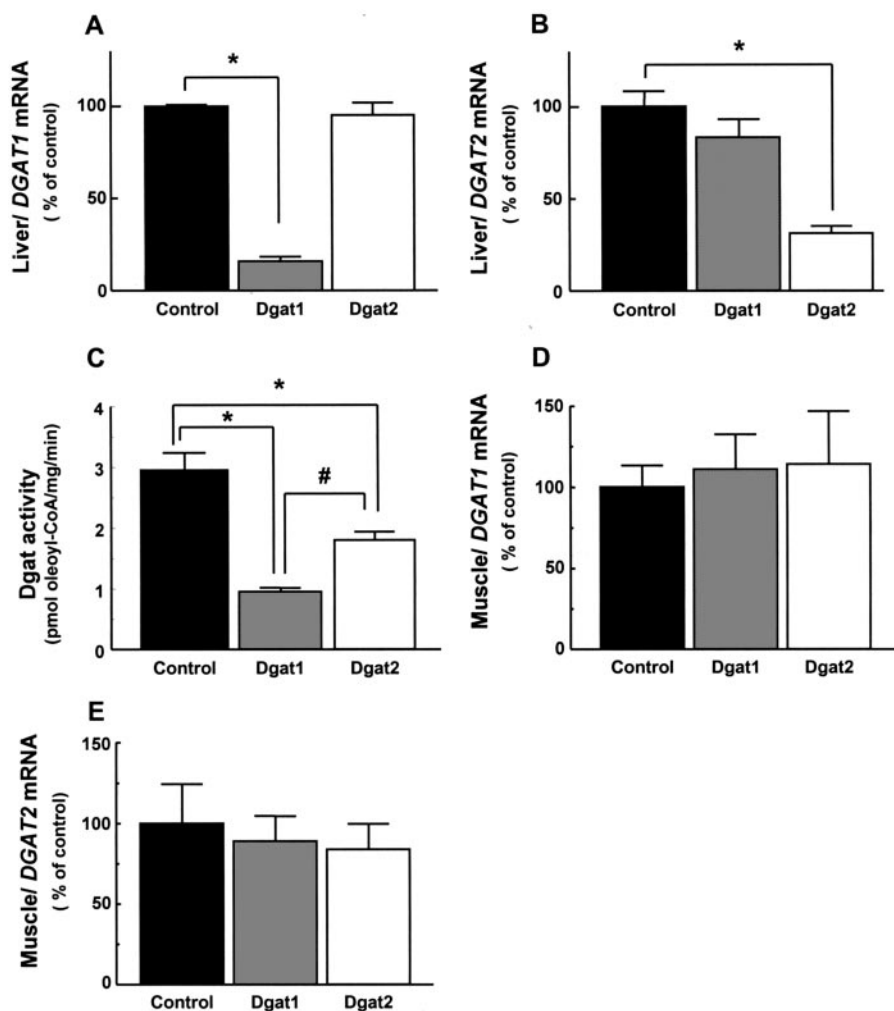 A
Liver/ DGAT1 mRNA
( % of control)
100
50
0
*
Control Dgat1 Dgat2
B
Liver/ DGAT2 mRNA
( % of control)
100
50
0
*
Control Dgat1 Dgat2
C
Dgat activity
(pmol oleoyl-CoA/mg/min)
4
3
2
1
0
*
*
#
Control Dgat1 Dgat2
D
Muscle/ DGAT1 mRNA
( % of control)
150
100
50
0
Control Dgat1 Dgat2
E
Muscle/ DGAT2 mRNA
( % of control)
150
100
50
0
Control Dgat1 Dgat2